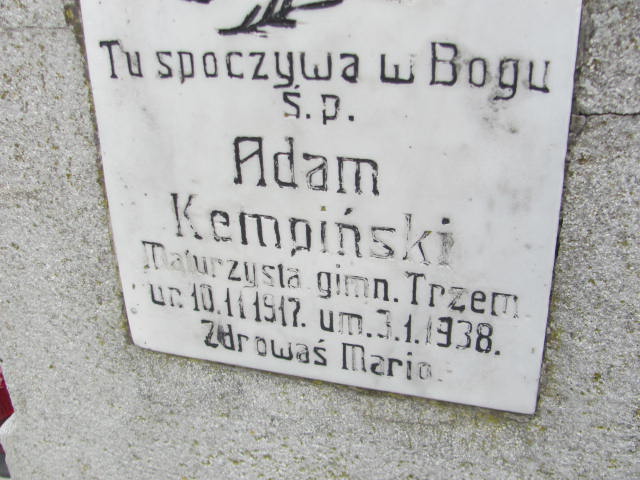 Tu spoczywa w Bogu
ś.p.
Adam
Kempiński
Maturzysta gimn. Trzem.
ur. 10.11.1917. um. 3.1.1938.
Zdrowaś Mario.